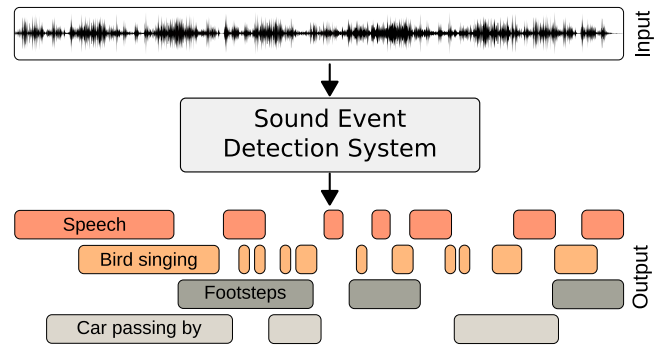 Input
Sound Event
Detection System
Speech
Bird singing
Footsteps
Car passing by
Output